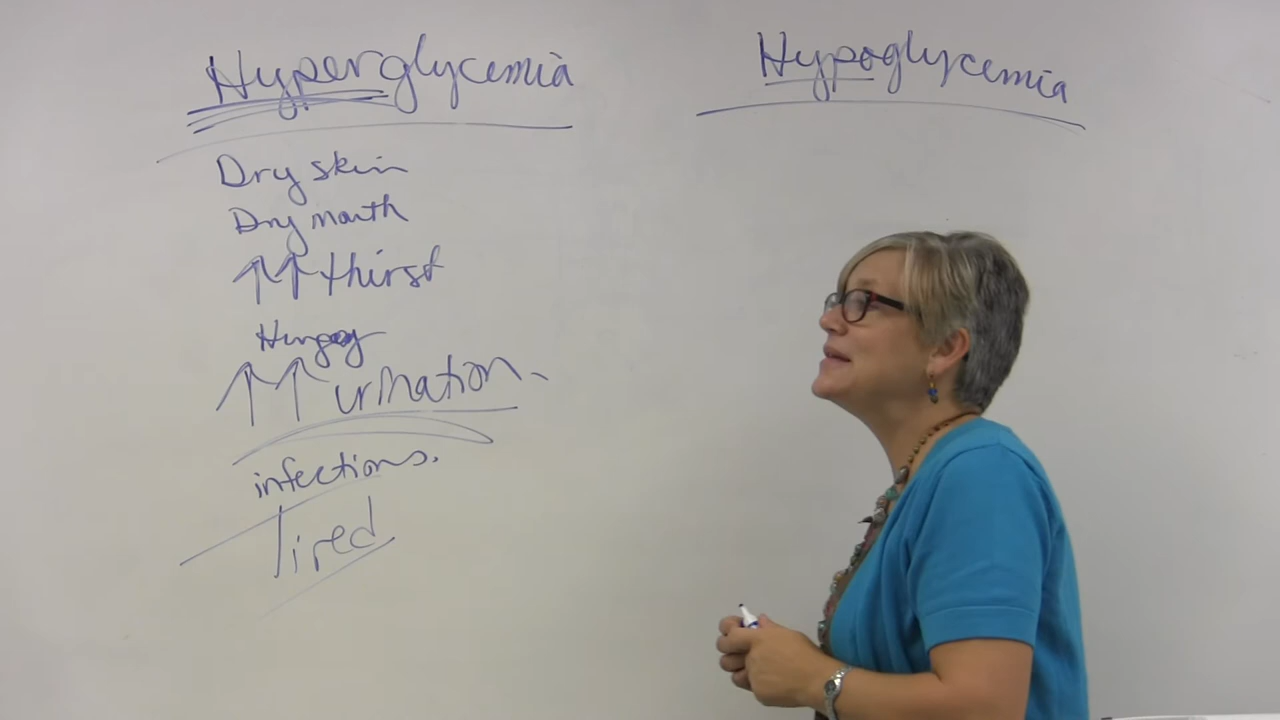 Hyperglycemia
Hypoglycemia
Dry skin
Dry mouth
↑↑ thirst
Hungry
↑↑ urination.
infections.
Tired